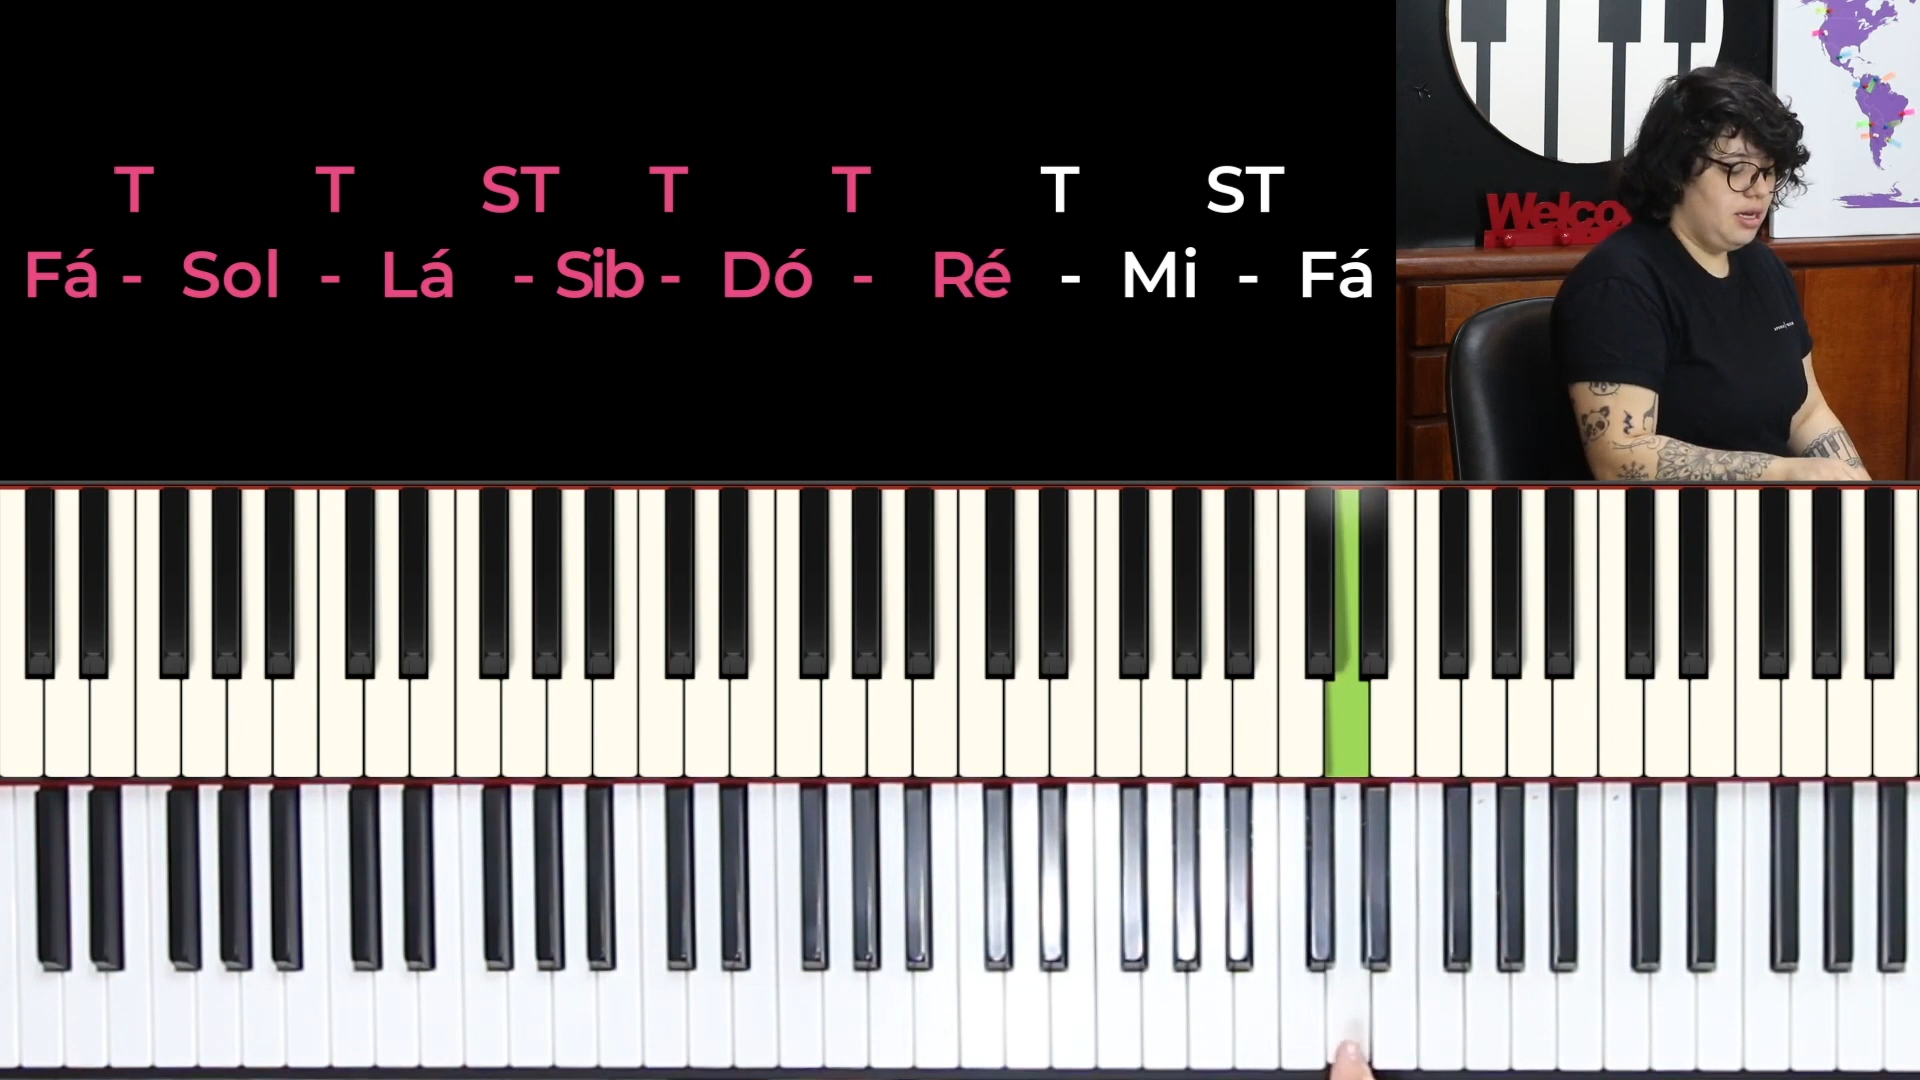 T T ST T T T ST
Fá - Sol - Lá - Sib - Dó - Ré - Mi - Fá